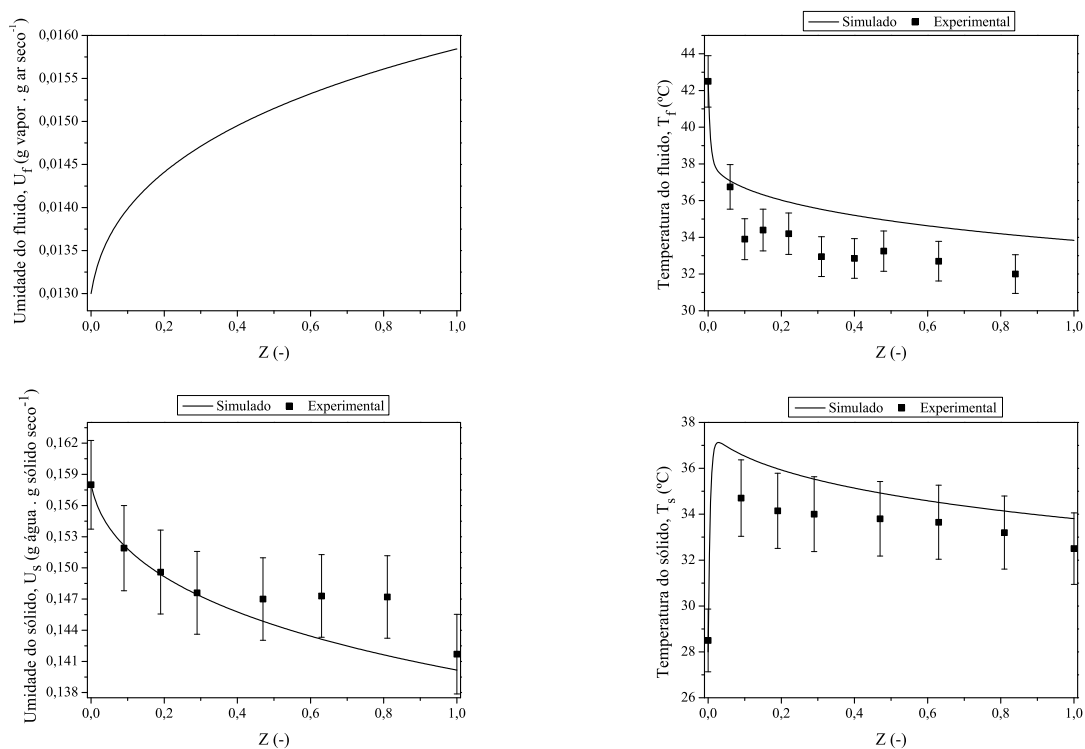 Umidade do fluido, U_f (g vapor . g ar seco^-1)
0,0160
0,0155
0,0150
0,0145
0,0140
0,0135
0,0130
0,0 0,2 0,4 0,6 0,8 1,0
Z (-)
Simulado Experimental
Temperatura do fluido, T_f (ºC)
44
42
40
38
36
34
32
30
0,0 0,2 0,4 0,6 0,8 1,0
Z (-)
Simulado Experimental
Umidade do sólido, U_s (g água . g sólido seco^-1)
0,162
0,159
0,156
0,153
0,150
0,147
0,144
0,141
0,138
0,0 0,2 0,4 0,6 0,8 1,0
Z (-)
Simulado Experimental
Temperatura do sólido, T_s (ºC)
38
36
34
32
30
28
26
0,0 0,2 0,4 0,6 0,8 1,0
Z (-)